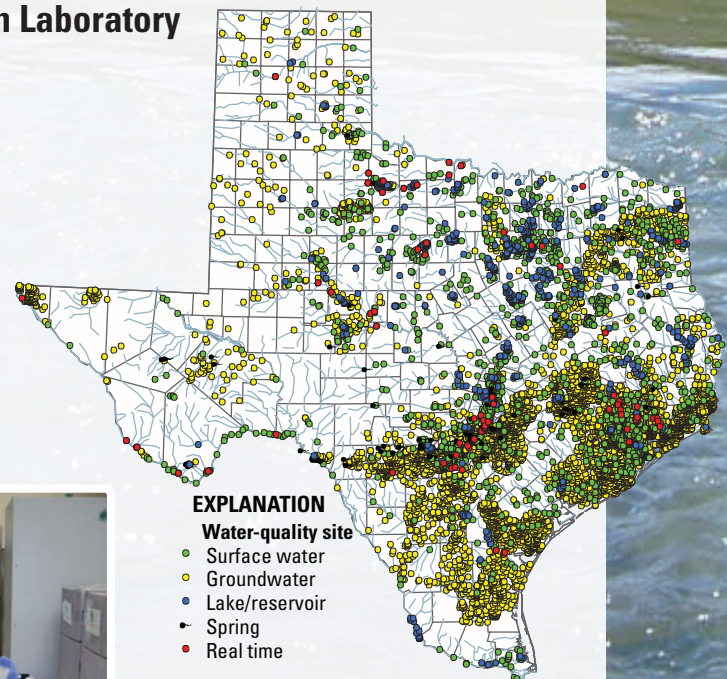 Laboratory
EXPLANATION
Water-quality site
Surface water
Groundwater
Lake/reservoir
Spring
Real time